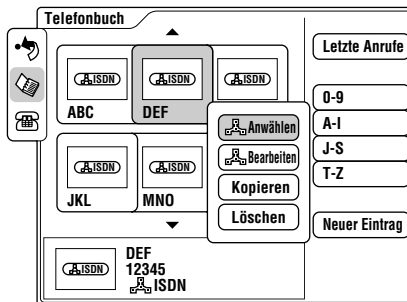 Telefonbuch
Letzte Anrufe
ISDN
ISDN
ISDN
ABC
DEF
0-9
A-I
J-S
T-Z
Anwählen
Bearbeiten
Kopieren
Löschen
ISDN
ISDN
JKL
MNO
Neuer Eintrag
ISDN
DEF
12345
ISDN